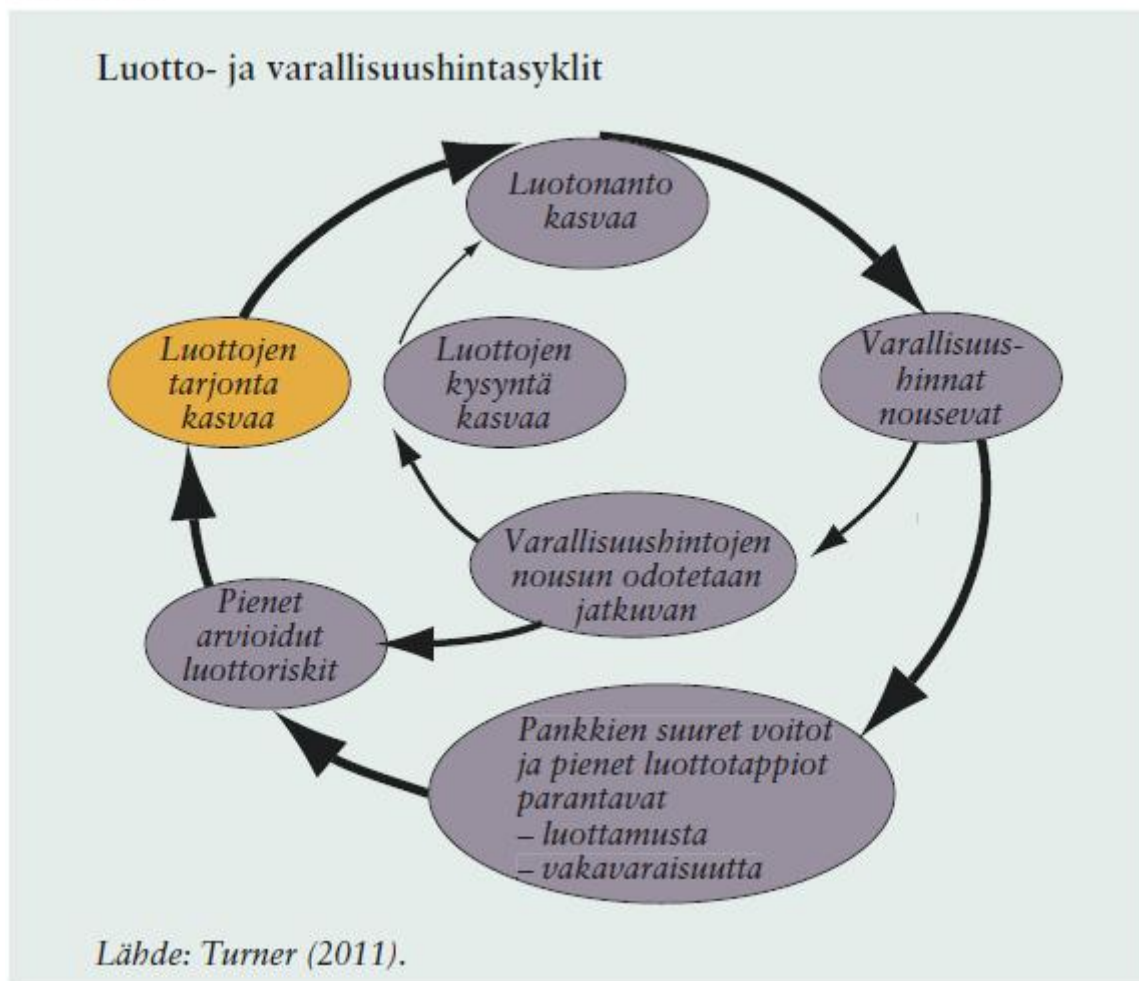 Luotto- ja varallisuushintasyklit
Luotonanto
kasvaa
Luottojen
tarjonta
kasvaa
Luottojen
kysyntä
kasvaa
Varallisuus-
hinnat
nousevat
Varallisuushintojen
nousun odotetaan
jatkuvan
Pienet
arvioidut
luottoriskit
Pankkien suuret voitot
ja pienet luottotappiot
parantavat
– luottamusta
– vakavaraisuutta
Lähde: Turner (2011).